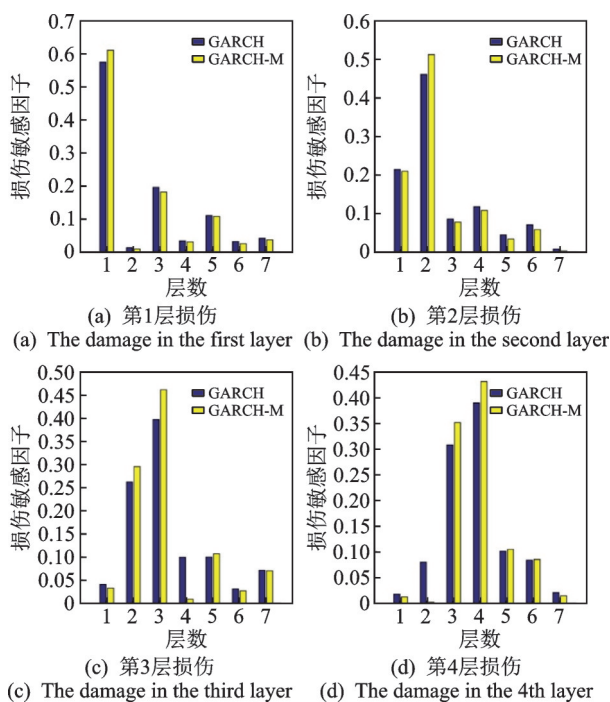 0.7
0.6
0.5
0.4
0.3
0.2
0.1
0
损伤敏感因子
GARCH
GARCH-M
1 2 3 4 5 6 7
层数
(a) 第1层损伤
(a) The damage in the first layer
0.6
0.5
0.4
0.3
0.2
0.1
0
损伤敏感因子
GARCH
GARCH-M
1 2 3 4 5 6 7
层数
(b) 第2层损伤
(b) The damage in the second layer
0.50
0.45
0.40
0.35
0.30
0.25
0.20
0.15
0.10
0.05
0
损伤敏感因子
GARCH
GARCH-M
1 2 3 4 5 6 7
层数
(c) 第3层损伤
(c) The damage in the third layer
0.45
0.40
0.35
0.30
0.25
0.20
0.15
0.10
0.05
0
损伤敏感因子
GARCH
GARCH-M
1 2 3 4 5 6 7
层数
(d) 第4层损伤
(d) The damage in the 4th layer